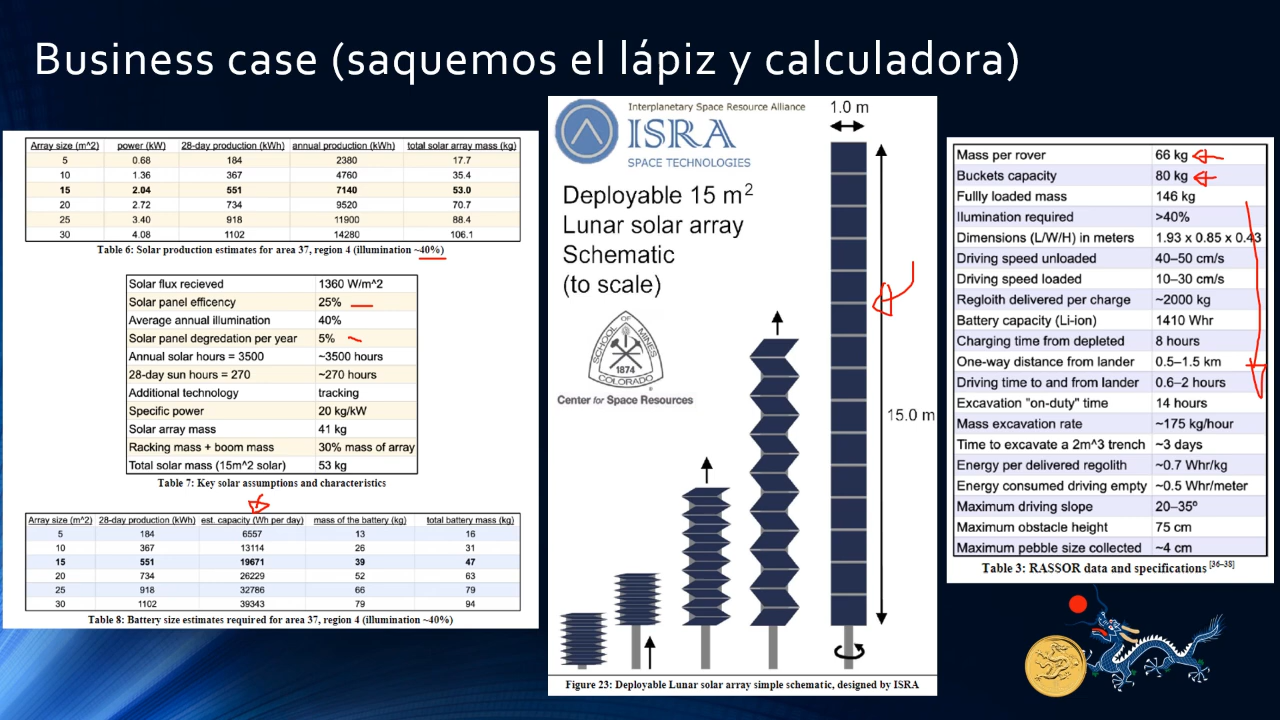 Business case (saquemos el lápiz y calculadora)
Array size (m^2) power (kW) 28-day production (kWh) annual production (kWh) total solar array mass (kg)
5 0.68 184 2380 17.7
10 1.36 367 4760 35.4
15 2.04 551 7140 53.0
20 2.72 734 9520 70.7
25 3.40 918 11900 88.4
30 4.08 1102 14280 106.1
Table 6: Solar production estimates for area 37, region 4 (illumination ~40%)
Solar flux recieved 1360 W/m^2
Solar panel efficency 25%
Average annual illumination 40%
Solar panel degredation per year 5%
Annual solar hours = 3500 ~3500 hours
28-day sun hours = 270 ~270 hours
Additional technology tracking
Specific power 20 kg/kW
Solar array mass 41 kg
Racking mass + boom mass 30% mass of array
Total solar mass (15m^2 solar) 53 kg
Table 7: Key solar assumptions and characteristics
Array size (m^2) 28-day production (kWh) est. capacity (Wh per day) mass of the battery (kg) total battery mass (kg)
5 184 6557 13 16
10 367 13114 26 31
15 551 19671 39 47
20 734 26229 52 63
25 918 32786 66 79
30 1102 39343 79 94
Table 8: Battery size estimates required for area 37, region 4 (illumination ~40%)
Interplanetary Space Resource Alliance
ISRA
SPACE TECHNOLOGIES
1.0 m
Deployable 15 m2
Lunar solar array
Schematic
(to scale)
SCHOOL OF MINES
1874
COLORADO
Center for Space Resources
15.0 m
Figure 23: Deployable Lunar solar array simple schematic, designed by ISRA
Mass per rover 66 kg
Buckets capacity 80 kg
Fullly loaded mass 146 kg
Ilumination required >40%
Dimensions (L/W/H) in meters 1.93 x 0.85 x 0.43
Driving speed unloaded 40–50 cm/s
Driving speed loaded 10–30 cm/s
Regloith delivered per charge ~2000 kg
Battery capacity (Li-ion) 1410 Whr
Charging time from depleted 8 hours
One-way distance from lander 0.5–1.5 km
Driving time to and from lander 0.6–2 hours
Excavation "on-duty" time 14 hours
Mass excavation rate ~175 kg/hour
Time to excavate a 2m^3 trench ~3 days
Energy per delivered regolith ~0.7 Whr/kg
Energy consumed driving empty ~0.5 Whr/meter
Maximum driving slope 20–35º
Maximum obstacle height 75 cm
Maximum pebble size collected ~4 cm
Table 3: RASSOR data and specifications [36–38]